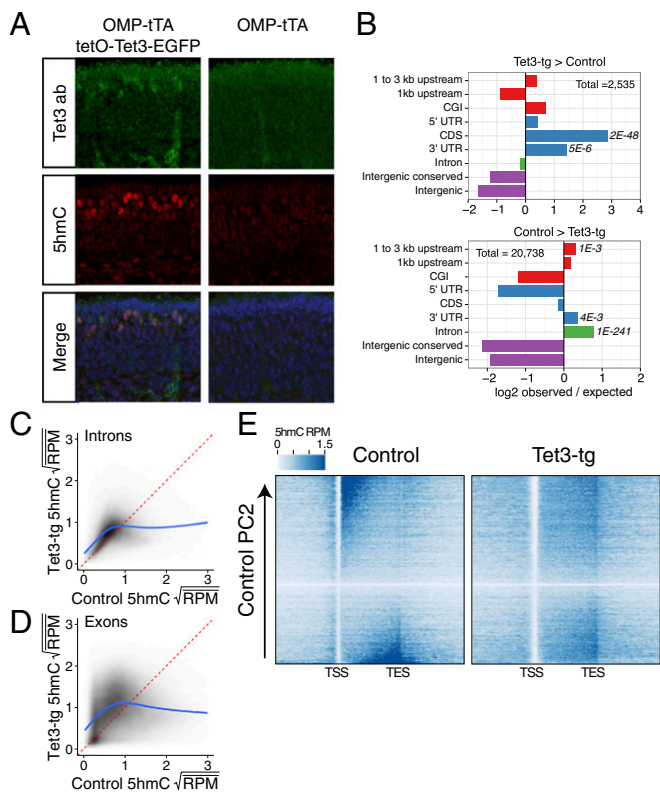 A
OMP-tTA
tetO-Tet3-EGFP
OMP-tTA
Tet3 ab
5hmC
Merge
B
Tet3-tg > Control
1 to 3 kb upstream
1kb upstream
CGI
5' UTR
CDS
3' UTR
Intron
Intergenic conserved
Intergenic
Total =2,535
2E-48
5E-6
−2 −1 0 1 2 3 4
Control > Tet3-tg
1 to 3 kb upstream
1kb upstream
CGI
5' UTR
CDS
3' UTR
Intron
Intergenic conserved
Intergenic
Total = 20,738
1E-3
4E-3
1E-241
−2 −1 0 1 2
log2 observed / expected
C
Introns
Tet3-tg 5hmC √RPM
3
2
1
0
0 1 2 3
Control 5hmC √RPM
D
Exons
Tet3-tg 5hmC √RPM
3
2
1
0
0 1 2 3
Control 5hmC √RPM
E
5hmC RPM
0 1.5
Control
Tet3-tg
Control PC2
TSS TES
TSS TES